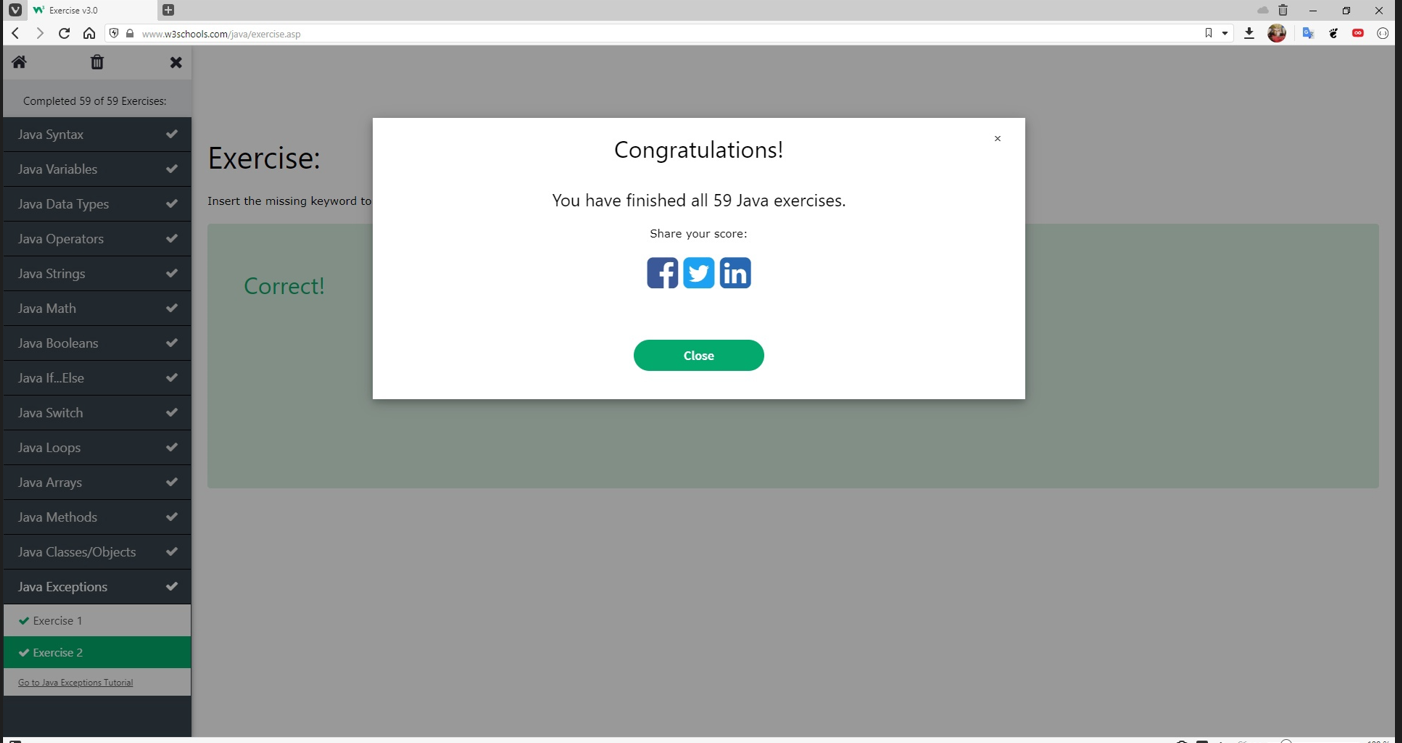 Exercise v3.0
www.w3schools.com/java/exercise.asp
Completed 59 of 59 Exercises:
Java Syntax
Java Variables
Java Data Types
Java Operators
Java Strings
Java Math
Java Booleans
Java If...Else
Java Switch
Java Loops
Java Arrays
Java Methods
Java Classes/Objects
Java Exceptions
Exercise 1
Exercise 2
Go to Java Exceptions Tutorial
Exercise:
Insert the missing keyword to
Correct!
×
Congratulations!
You have finished all 59 Java exercises.
Share your score:
Close